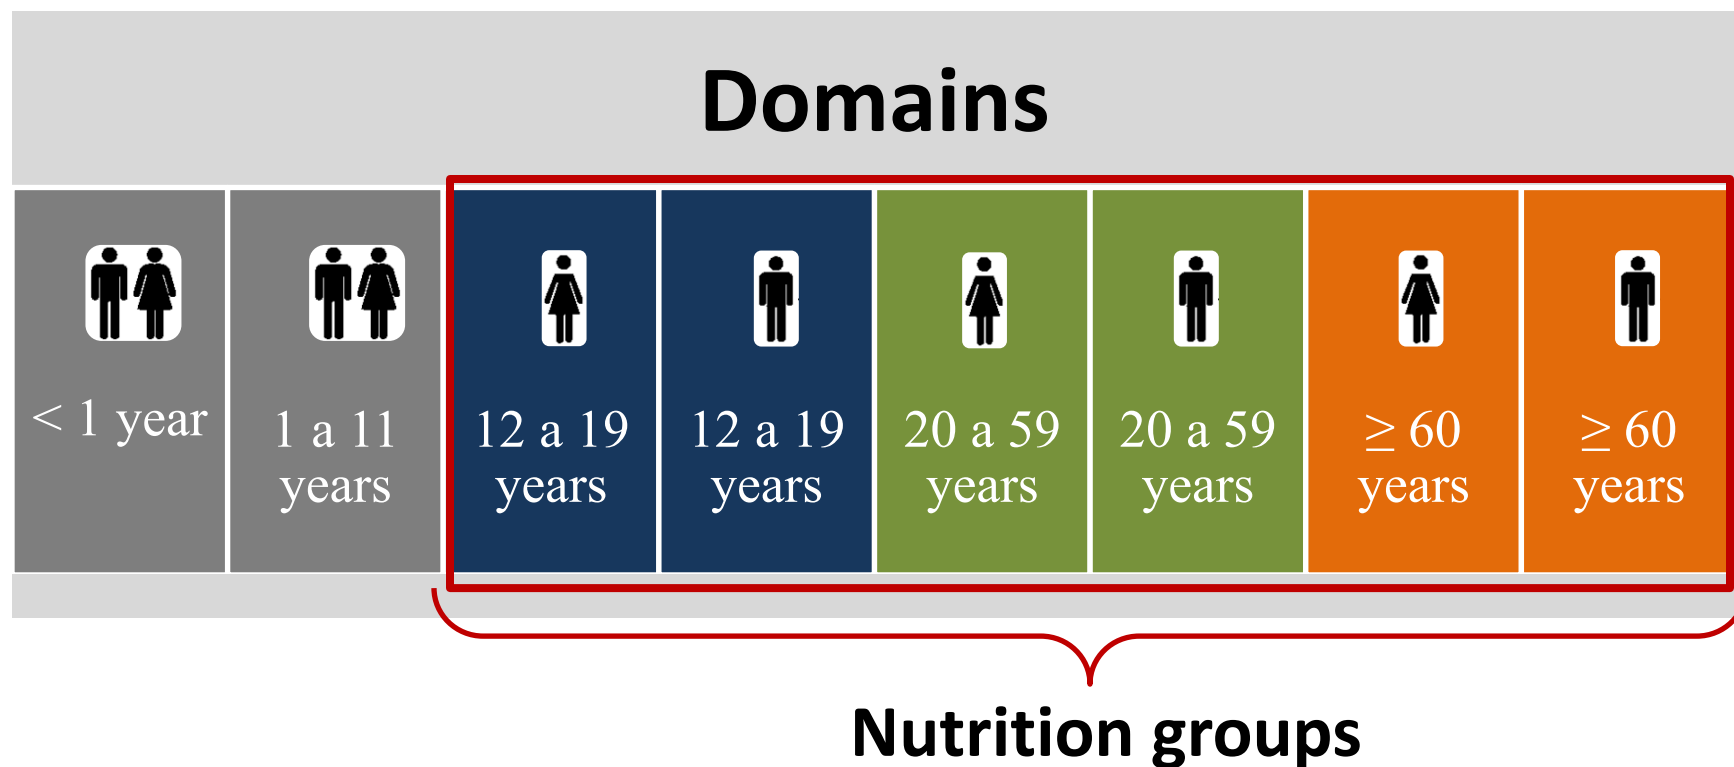 Domains
< 1 year
1 a 11
years
12 a 19
years
12 a 19
years
20 a 59
years
20 a 59
years
≥ 60
years
≥ 60
years
Nutrition groups